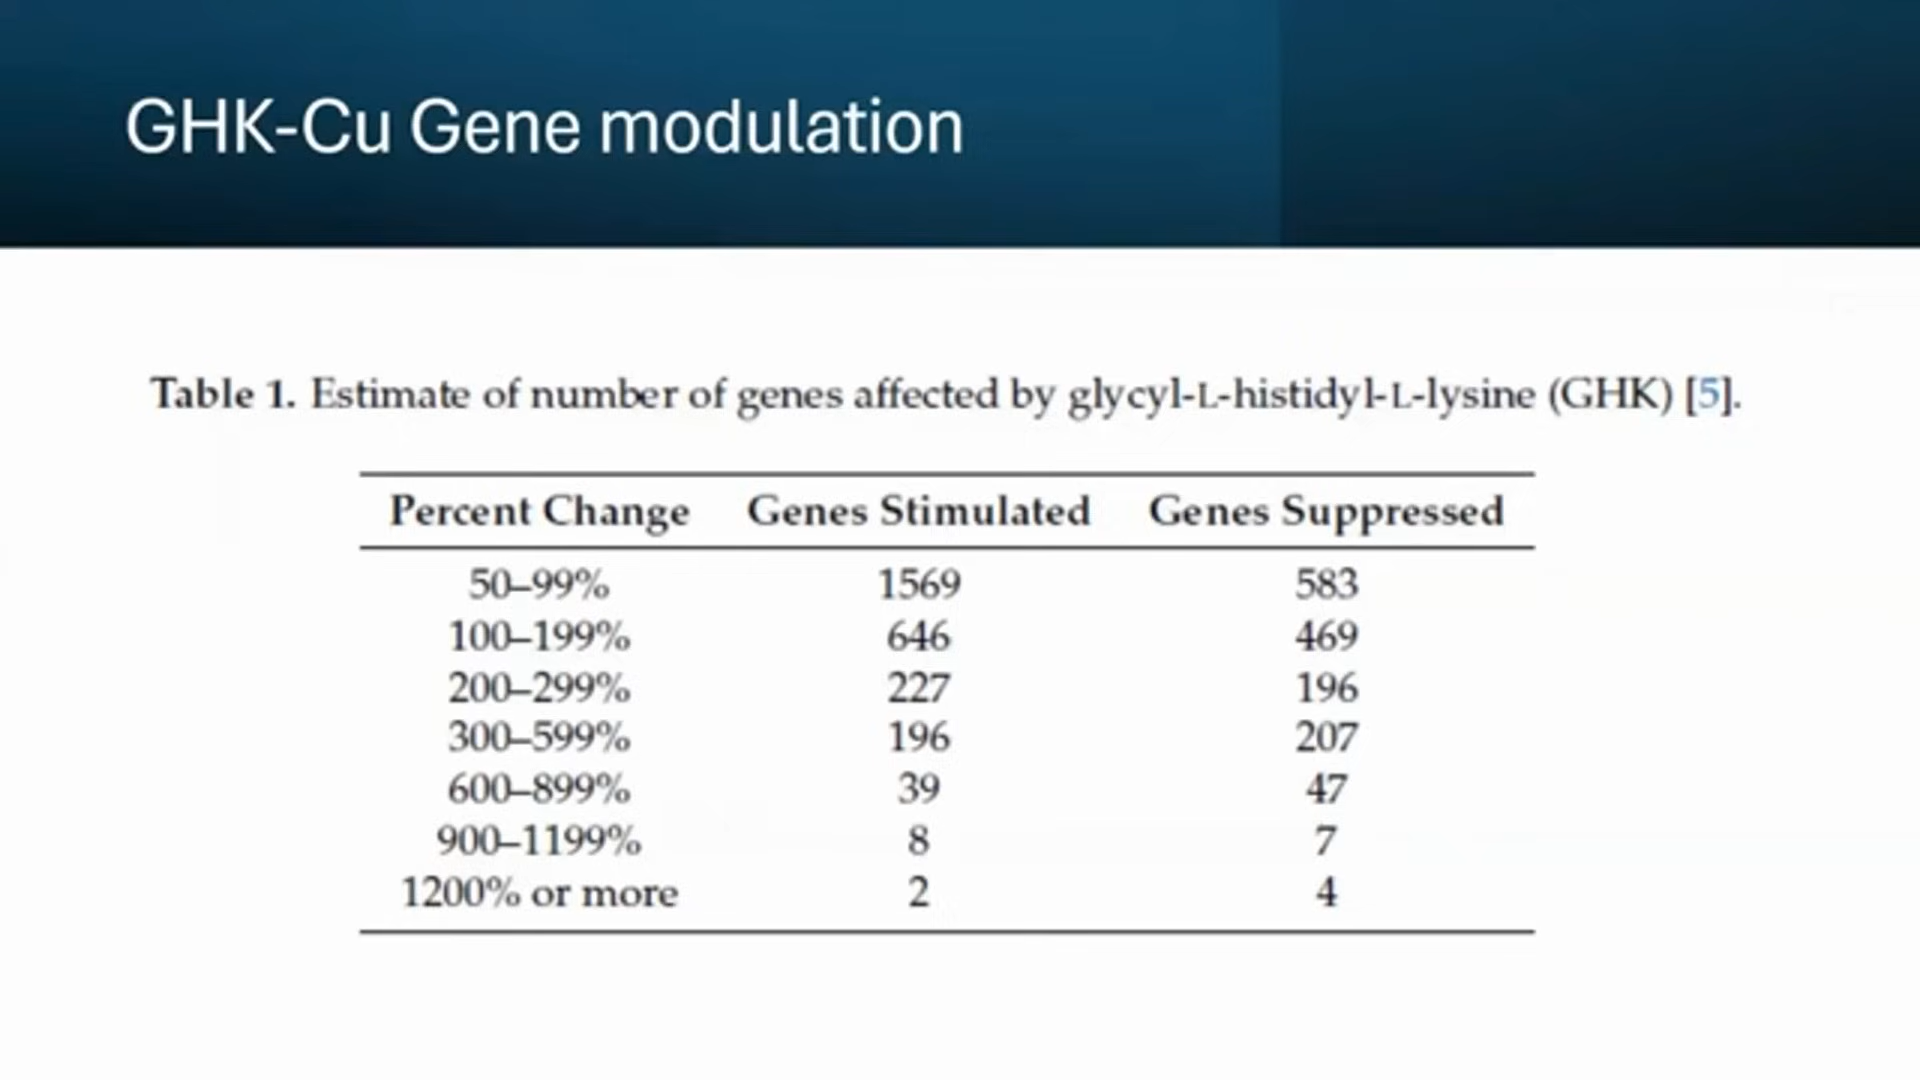 GHK-Cu Gene modulation
Table 1. Estimate of number of genes affected by glycyl-L-histidyl-L-lysine (GHK) [5].
Percent Change Genes Stimulated Genes Suppressed
50–99% 1569 583
100–199% 646 469
200–299% 227 196
300–599% 196 207
600–899% 39 47
900–1199% 8 7
1200% or more 2 4